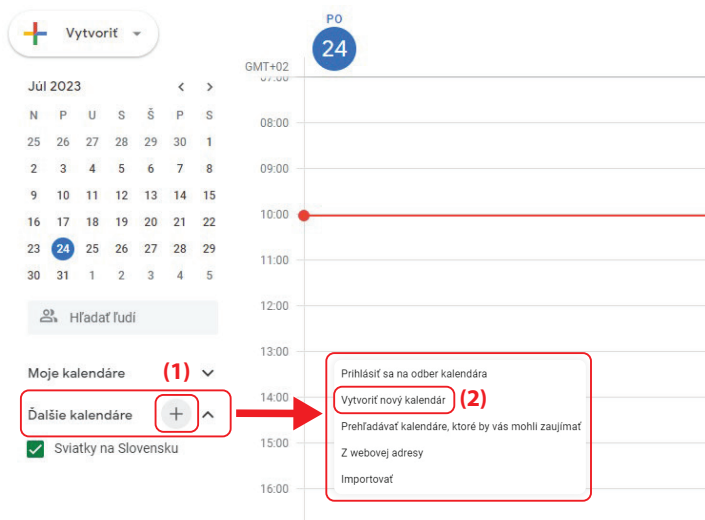 Vytvoriť
Júl 2023
N P U S Š P S
25 26 27 28 29 30 1
2 3 4 5 6 7 8
9 10 11 12 13 14 15
16 17 18 19 20 21 22
23 24 25 26 27 28 29
30 31 1 2 3 4 5
Hľadať ľudí
Moje kalendáre (1)
Ďalšie kalendáre
Sviatky na Slovensku
PO
24
GMT+02
07:00
08:00
09:00
10:00
11:00
12:00
13:00
14:00
15:00
16:00
Prihlásiť sa na odber kalendára
Vytvoriť nový kalendár (2)
Prehľadávať kalendáre, ktoré by vás mohli zaujímať
Z webovej adresy
Importovať